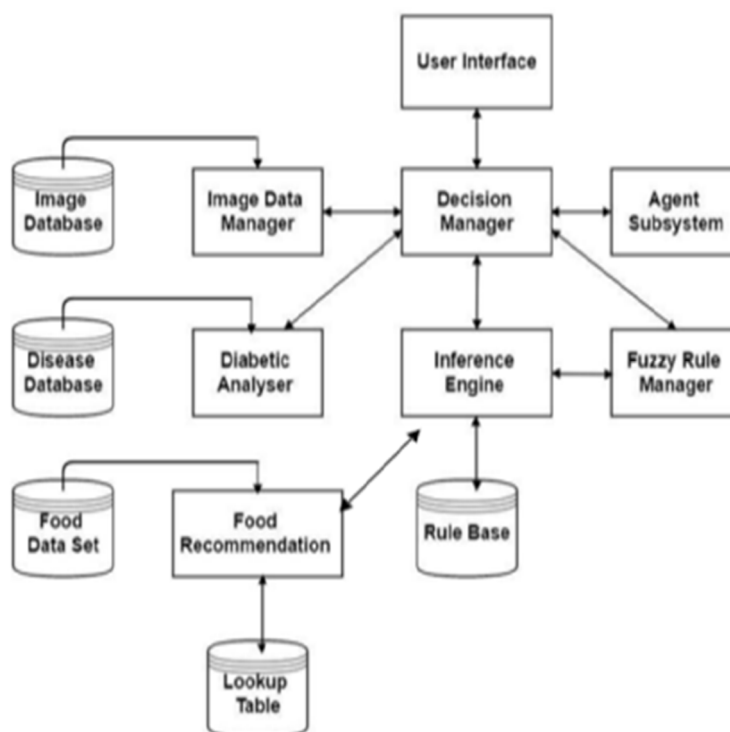 User Interface
Image
Database
Image Data
Manager
Decision
Manager
Agent
Subsystem
Disease
Database
Diabetic
Analyser
Inference
Engine
Fuzzy Rule
Manager
Food
Data Set
Food
Recommendation
Rule Base
Lookup
Table